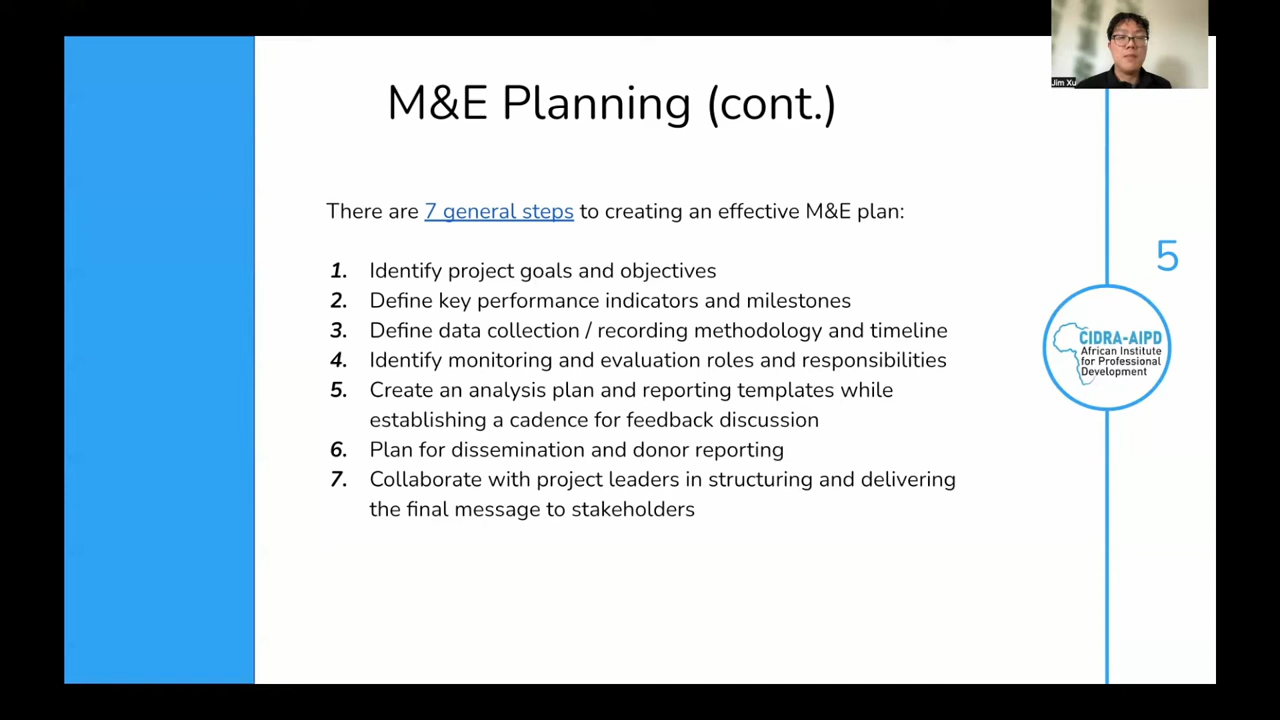 M&E Planning (cont.)
Jim Xu
There are 7 general steps to creating an effective M&E plan:
1. Identify project goals and objectives
2. Define key performance indicators and milestones
3. Define data collection / recording methodology and timeline
4. Identify monitoring and evaluation roles and responsibilities
5. Create an analysis plan and reporting templates while
establishing a cadence for feedback discussion
6. Plan for dissemination and donor reporting
7. Collaborate with project leaders in structuring and delivering
the final message to stakeholders
5
CIDRA-AIPD
African Institute
for Professional
Development